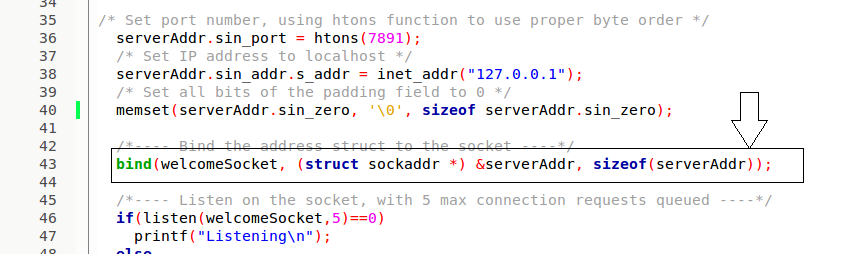 34
35 /* Set port number, using htons function to use proper byte order */
36 serverAddr.sin_port = htons(7891);
37 /* Set IP address to localhost */
38 serverAddr.sin_addr.s_addr = inet_addr("127.0.0.1");
39 /* Set all bits of the padding field to 0 */
40 memset(serverAddr.sin_zero, '\0', sizeof serverAddr.sin_zero);
41
42 /*---- Bind the address struct to the socket ----*/
43 bind(welcomeSocket, (struct sockaddr *) &serverAddr, sizeof(serverAddr));
44
45 /*---- Listen on the socket, with 5 max connection requests queued ----*/
46 if(listen(welcomeSocket,5)==0)
47 printf("Listening\n");
48 else